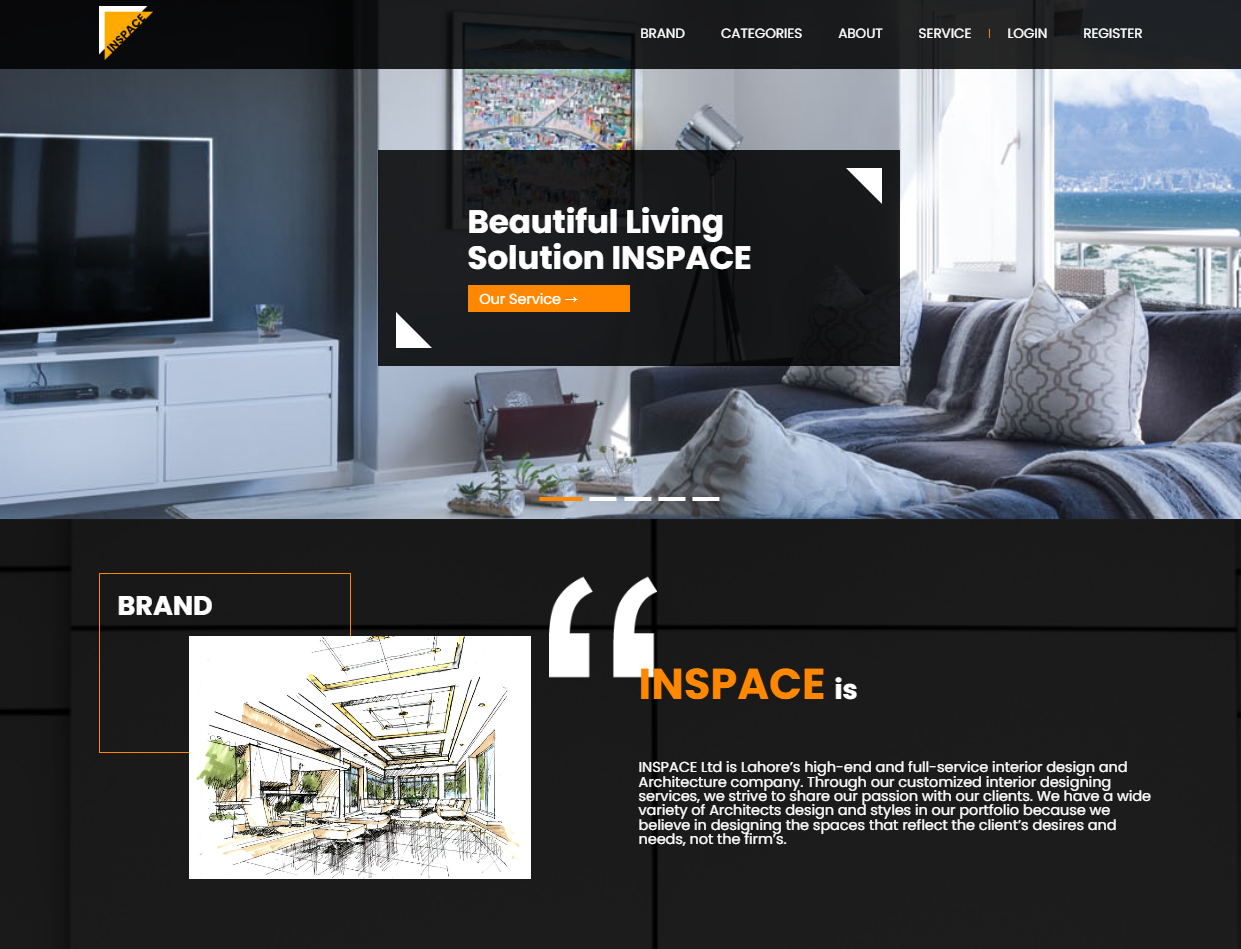 INSPACE
BRAND CATEGORIES ABOUT SERVICE | LOGIN REGISTER
Beautiful Living
Solution INSPACE
Our Service →
BRAND
“
INSPACE is
INSPACE Ltd is Lahore’s high-end and full-service interior design and
Architecture company. Through our customized interior designing
services, we strive to share our passion with our clients. We have a wide
variety of Architects design and styles in our portfolio because we
believe in designing the spaces that reflect the client’s desires and
needs, not the firm’s.